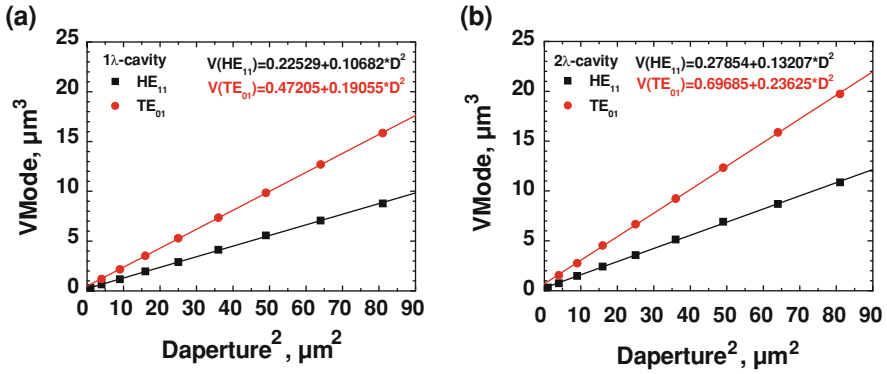 (a)
25
20
15
10
5
0
VMode, µm³
1λ-cavity
HE₁₁
TE₀₁
V(HE₁₁)=0.22529+0.10682*D²
V(TE₀₁)=0.47205+0.19055*D²
0 10 20 30 40 50 60 70 80 90
Daperture², µm²
(b)
25
20
15
10
5
0
VMode, µm³
2λ-cavity
HE₁₁
TE₀₁
V(HE₁₁)=0.27854+0.13207*D²
V(TE₀₁)=0.69685+0.23625*D²
0 10 20 30 40 50 60 70 80 90
Daperture², µm²